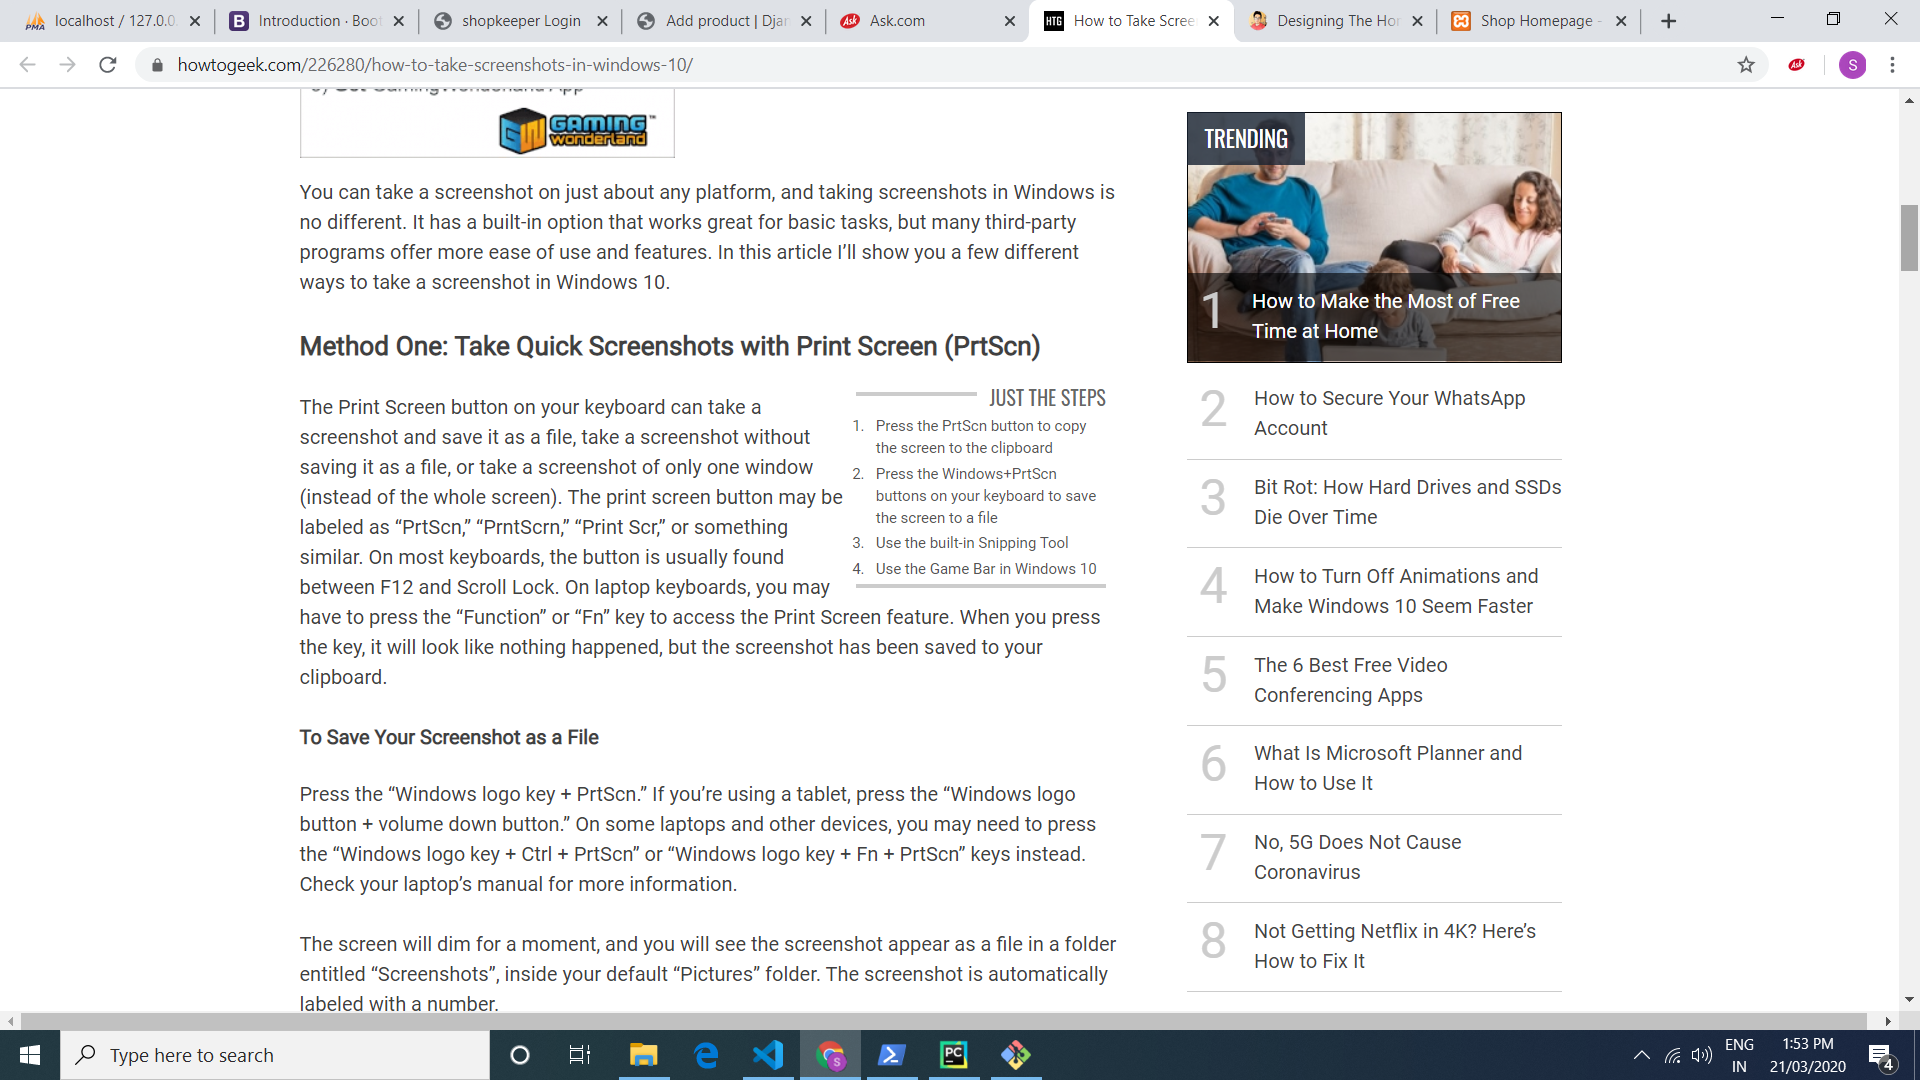 localhost / 127.0.0
Introduction · Boot
shopkeeper Login
Add product | Djan
Ask.com
How to Take Scree
Designing The Hon
Shop Homepage -
howtogeek.com/226280/how-to-take-screenshots-in-windows-10/
Ask
S
GAMING
wonderland
You can take a screenshot on just about any platform, and taking screenshots in Windows is
no different. It has a built-in option that works great for basic tasks, but many third-party
programs offer more ease of use and features. In this article I’ll show you a few different
ways to take a screenshot in Windows 10.
Method One: Take Quick Screenshots with Print Screen (PrtScn)
The Print Screen button on your keyboard can take a
screenshot and save it as a file, take a screenshot without
saving it as a file, or take a screenshot of only one window
(instead of the whole screen). The print screen button may be
labeled as “PrtScn,” “PrntScrn,” “Print Scr,” or something
similar. On most keyboards, the button is usually found
between F12 and Scroll Lock. On laptop keyboards, you may
have to press the “Function” or “Fn” key to access the Print Screen feature. When you press
the key, it will look like nothing happened, but the screenshot has been saved to your
clipboard.
JUST THE STEPS
1. Press the PrtScn button to copy
the screen to the clipboard
2. Press the Windows+PrtScn
buttons on your keyboard to save
the screen to a file
3. Use the built-in Snipping Tool
4. Use the Game Bar in Windows 10
To Save Your Screenshot as a File
Press the “Windows logo key + PrtScn.” If you’re using a tablet, press the “Windows logo
button + volume down button.” On some laptops and other devices, you may need to press
the “Windows logo key + Ctrl + PrtScn” or “Windows logo key + Fn + PrtScn” keys instead.
Check your laptop’s manual for more information.
The screen will dim for a moment, and you will see the screenshot appear as a file in a folder
entitled “Screenshots”, inside your default “Pictures” folder. The screenshot is automatically
labeled with a number.
TRENDING
1 How to Make the Most of Free
Time at Home
2 How to Secure Your WhatsApp
Account
3 Bit Rot: How Hard Drives and SSDs
Die Over Time
4 How to Turn Off Animations and
Make Windows 10 Seem Faster
5 The 6 Best Free Video
Conferencing Apps
6 What Is Microsoft Planner and
How to Use It
7 No, 5G Does Not Cause
Coronavirus
8 Not Getting Netflix in 4K? Here’s
How to Fix It
Type here to search
ENG
IN
1:53 PM
21/03/2020
4